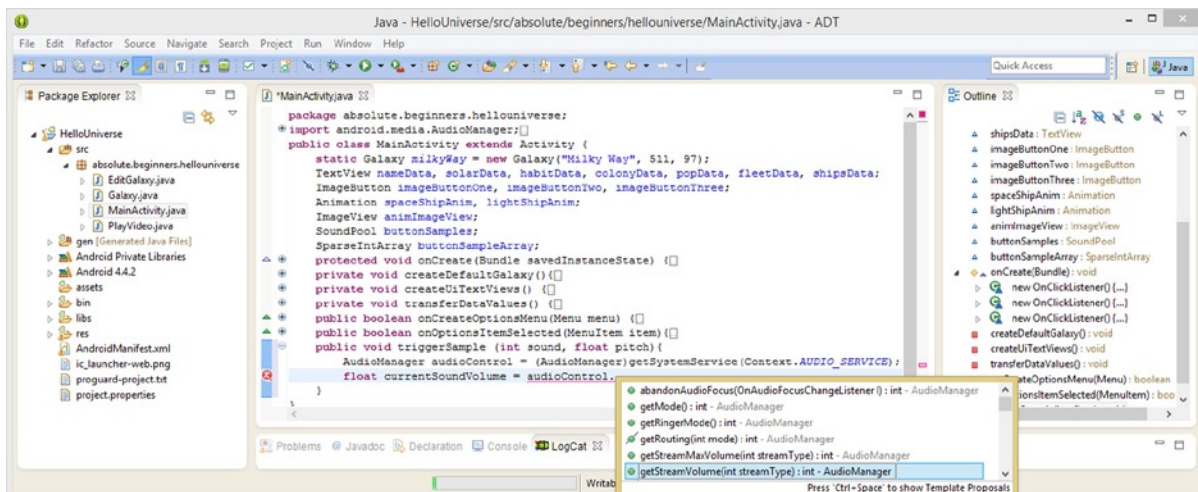 Java - HelloUniverse/src/absolute/beginners/hellouniverse/MainActivity.java - ADT
File Edit Refactor Source Navigate Search Project Run Window Help
Quick Access
Java
Package Explorer
HelloUniverse
src
absolute.beginners.hellouniverse
EditGalaxy.java
Galaxy.java
MainActivity.java
PlayVideo.java
gen [Generated Java Files]
Android Private Libraries
Android 4.4.2
assets
bin
libs
res
AndroidManifest.xml
ic_launcher-web.png
proguard-project.txt
project.properties
*MainActivity.java
package absolute.beginners.hellouniverse;
import android.media.AudioManager;
public class MainActivity extends Activity {
static Galaxy milkyWay = new Galaxy("Milky Way", 511, 97);
TextView nameData, solarData, habitData, colonyData, popData, fleetData, shipsData;
ImageButton imageButtonOne, imageButtonTwo, imageButtonThree;
Animation spaceShipAnim, lightShipAnim;
ImageView animImageView;
SoundPool buttonSamples;
SparseIntArray buttonSampleArray;
protected void onCreate(Bundle savedInstanceState) {
private void createDefaultGalaxy(){
private void createUiTextViews() {
private void transferDataValues() {
public boolean onCreateOptionsMenu(Menu menu) {
public boolean onOptionsItemSelected(MenuItem item){
public void triggerSample (int sound, float pitch){
AudioManager audioControl = (AudioManager)getSystemService(Context.AUDIO_SERVICE);
float currentSoundVolume = audioControl.
}
abandonAudioFocus(OnAudioFocusChangeListener l) : int - AudioManager
getMode() : int - AudioManager
getRingerMode() : int - AudioManager
getRouting(int mode) : int - AudioManager
getStreamMaxVolume(int streamType) : int - AudioManager
getStreamVolume(int streamType) : int - AudioManager
Press 'Ctrl+Space' to show Template Proposals
Problems @ Javadoc Declaration Console LogCat
Writab
Outline
shipsData : TextView
imageButtonOne : ImageButton
imageButtonTwo : ImageButton
imageButtonThree : ImageButton
spaceShipAnim : Animation
lightShipAnim : Animation
animImageView : ImageView
buttonSamples : SoundPool
buttonSampleArray : SparseIntArray
onCreate(Bundle) : void
new OnClickListener() {...}
new OnClickListener() {...}
new OnClickListener() {...}
createDefaultGalaxy() : void
createUiTextViews() : void
transferDataValues() : void
ateOptionsMenu(Menu) : boolean
ionsItemSelected(MenuItem) : boo